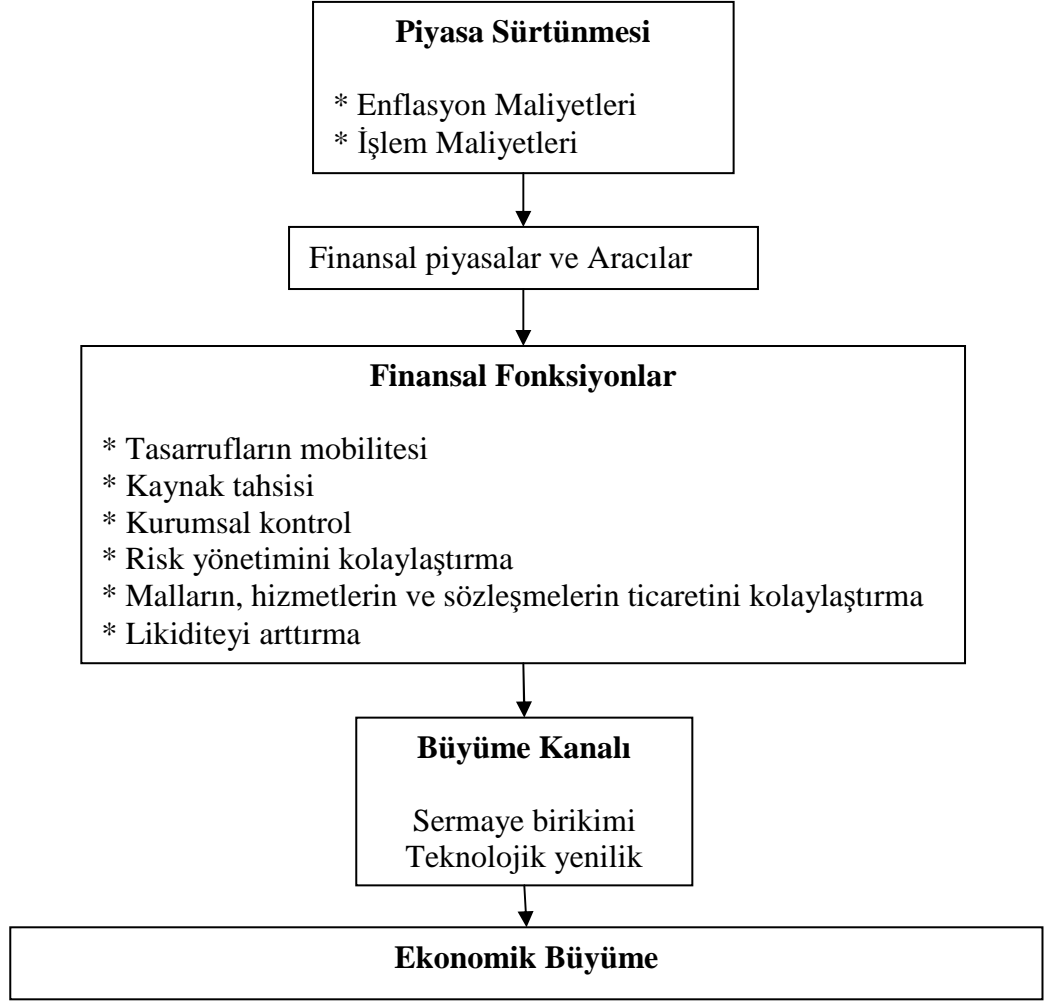 Piyasa Sürtünmesi
* Enflasyon Maliyetleri
* İşlem Maliyetleri
Finansal piyasalar ve Aracılar
Finansal Fonksiyonlar
* Tasarrufların mobilitesi
* Kaynak tahsisi
* Kurumsal kontrol
* Risk yönetimini kolaylaştırma
* Malların, hizmetlerin ve sözleşmelerin ticaretini kolaylaştırma
* Likiditeyi arttırma
Büyüme Kanalı
Sermaye birikimi
Teknolojik yenilik
Ekonomik Büyüme